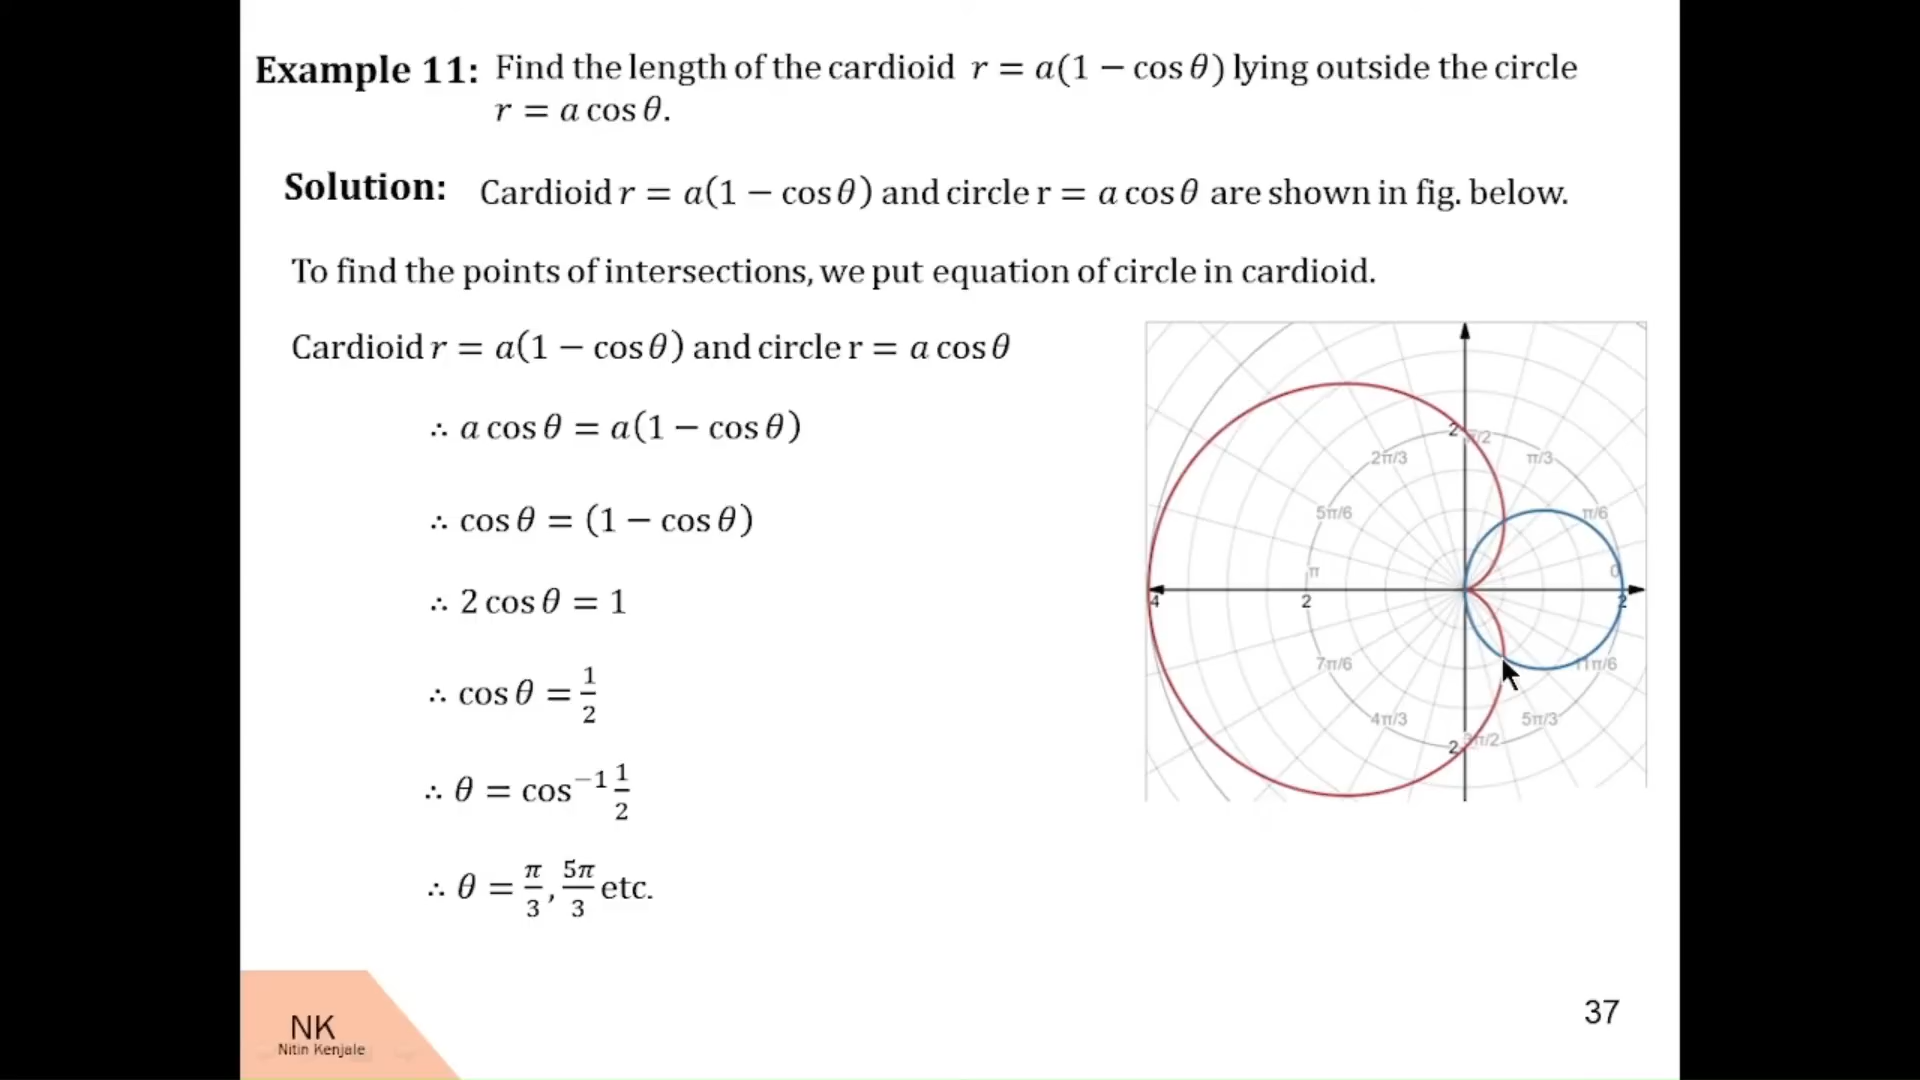 Example 11: Find the length of the cardioid r = a(1 − cos θ) lying outside the circle
r = a cos θ.
Solution: Cardioid r = a(1 − cos θ) and circle r = a cos θ are shown in fig. below.
To find the points of intersections, we put equation of circle in cardioid.
Cardioid r = a(1 − cos θ) and circle r = a cos θ
∴ a cos θ = a(1 − cos θ)
∴ cos θ = (1 − cos θ)
∴ 2 cos θ = 1
∴ cos θ = 1/2
∴ θ = cos⁻¹ 1/2
∴ θ = π/3, 5π/3 etc.
2 π/2
2π/3 π/3
5π/6 π/6
π 0
4 2 2
7π/6 11π/6
4π/3 5π/3
2 3π/2
NK
Nitin Kenjale
37